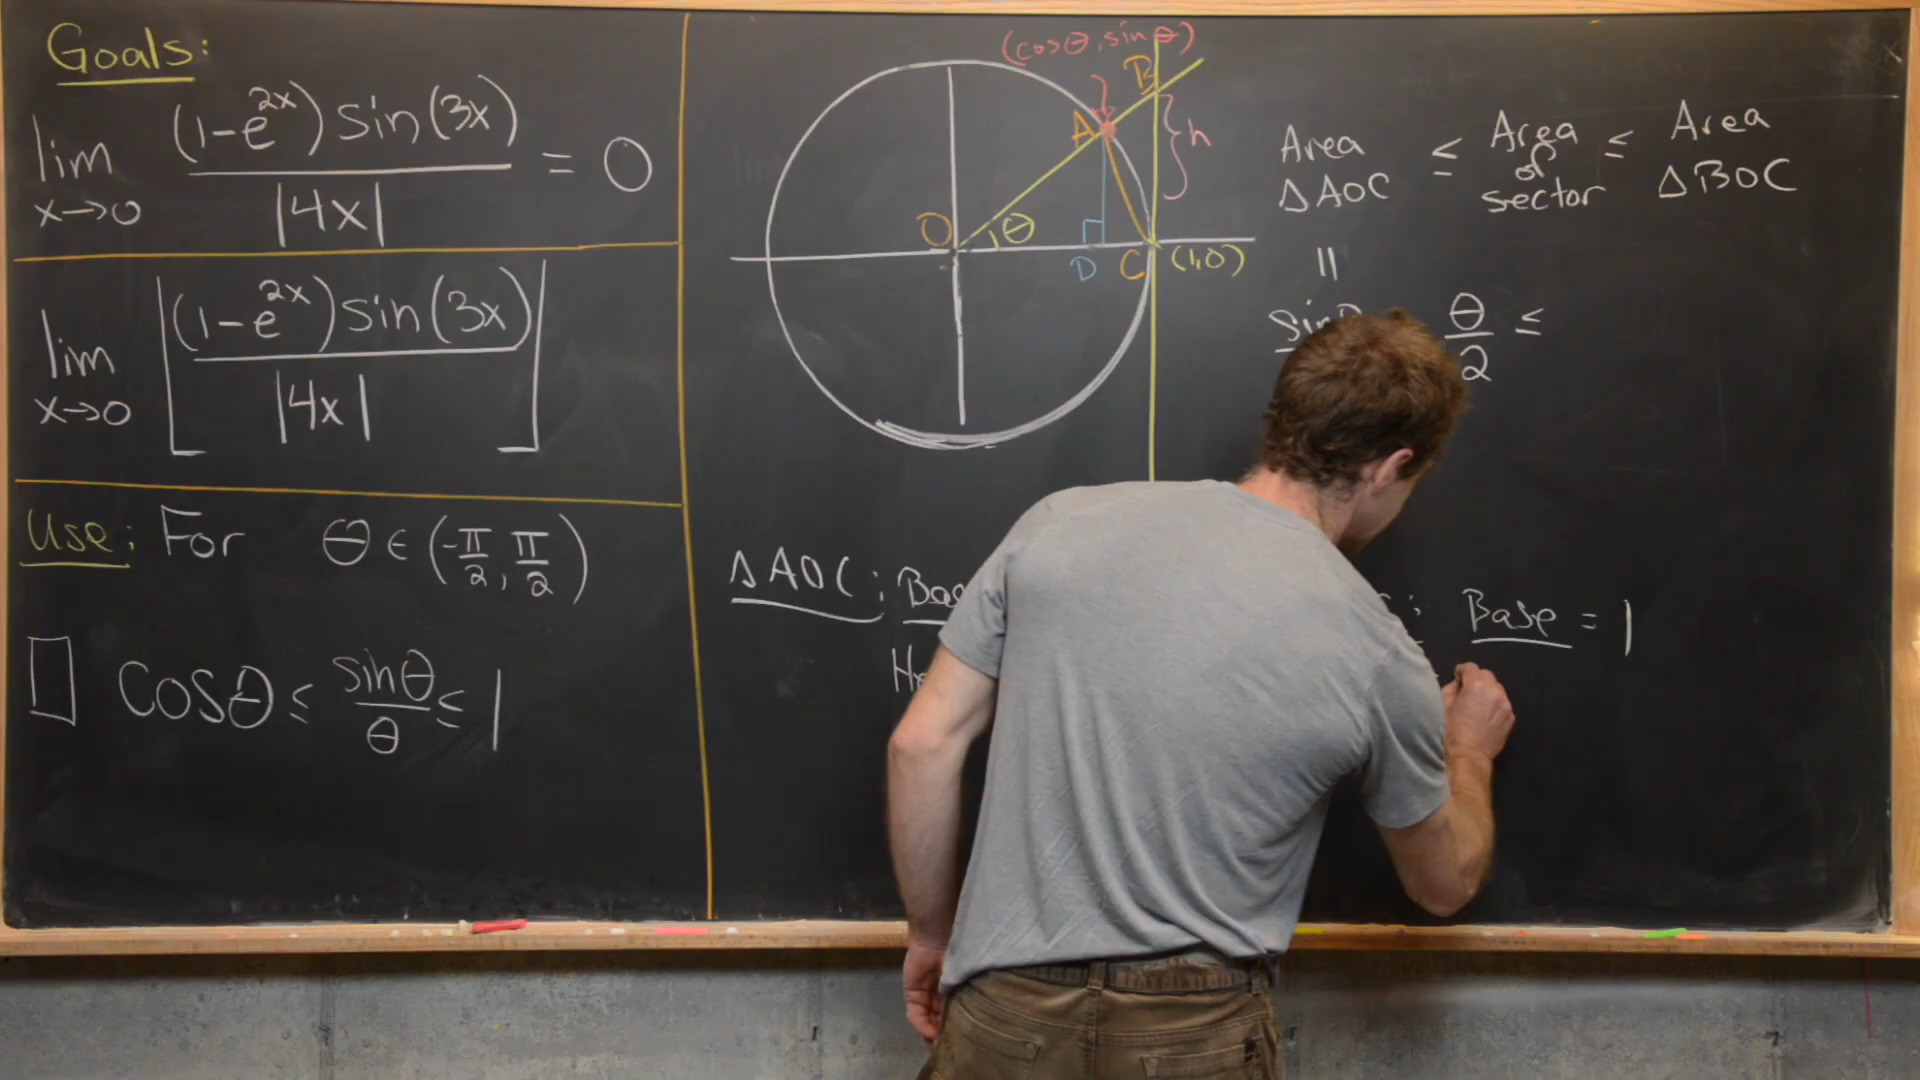 Goals:
lim x→0 (1-e^2x) sin(3x) / |4x| = 0
lim x→0 ⌊(1-e^2x) sin(3x) / |4x|⌋
Use: For θ ∈ (-π/2, π/2)
cosθ ≤ sinθ/θ ≤ 1
(cosθ, sinθ)
B
A
h
O
θ
D
C
(1,0)
Area ΔAOC ≤ Area of sector ≤ Area ΔBOC
=
θ/2 ≤
ΔAOC:
Base = 1